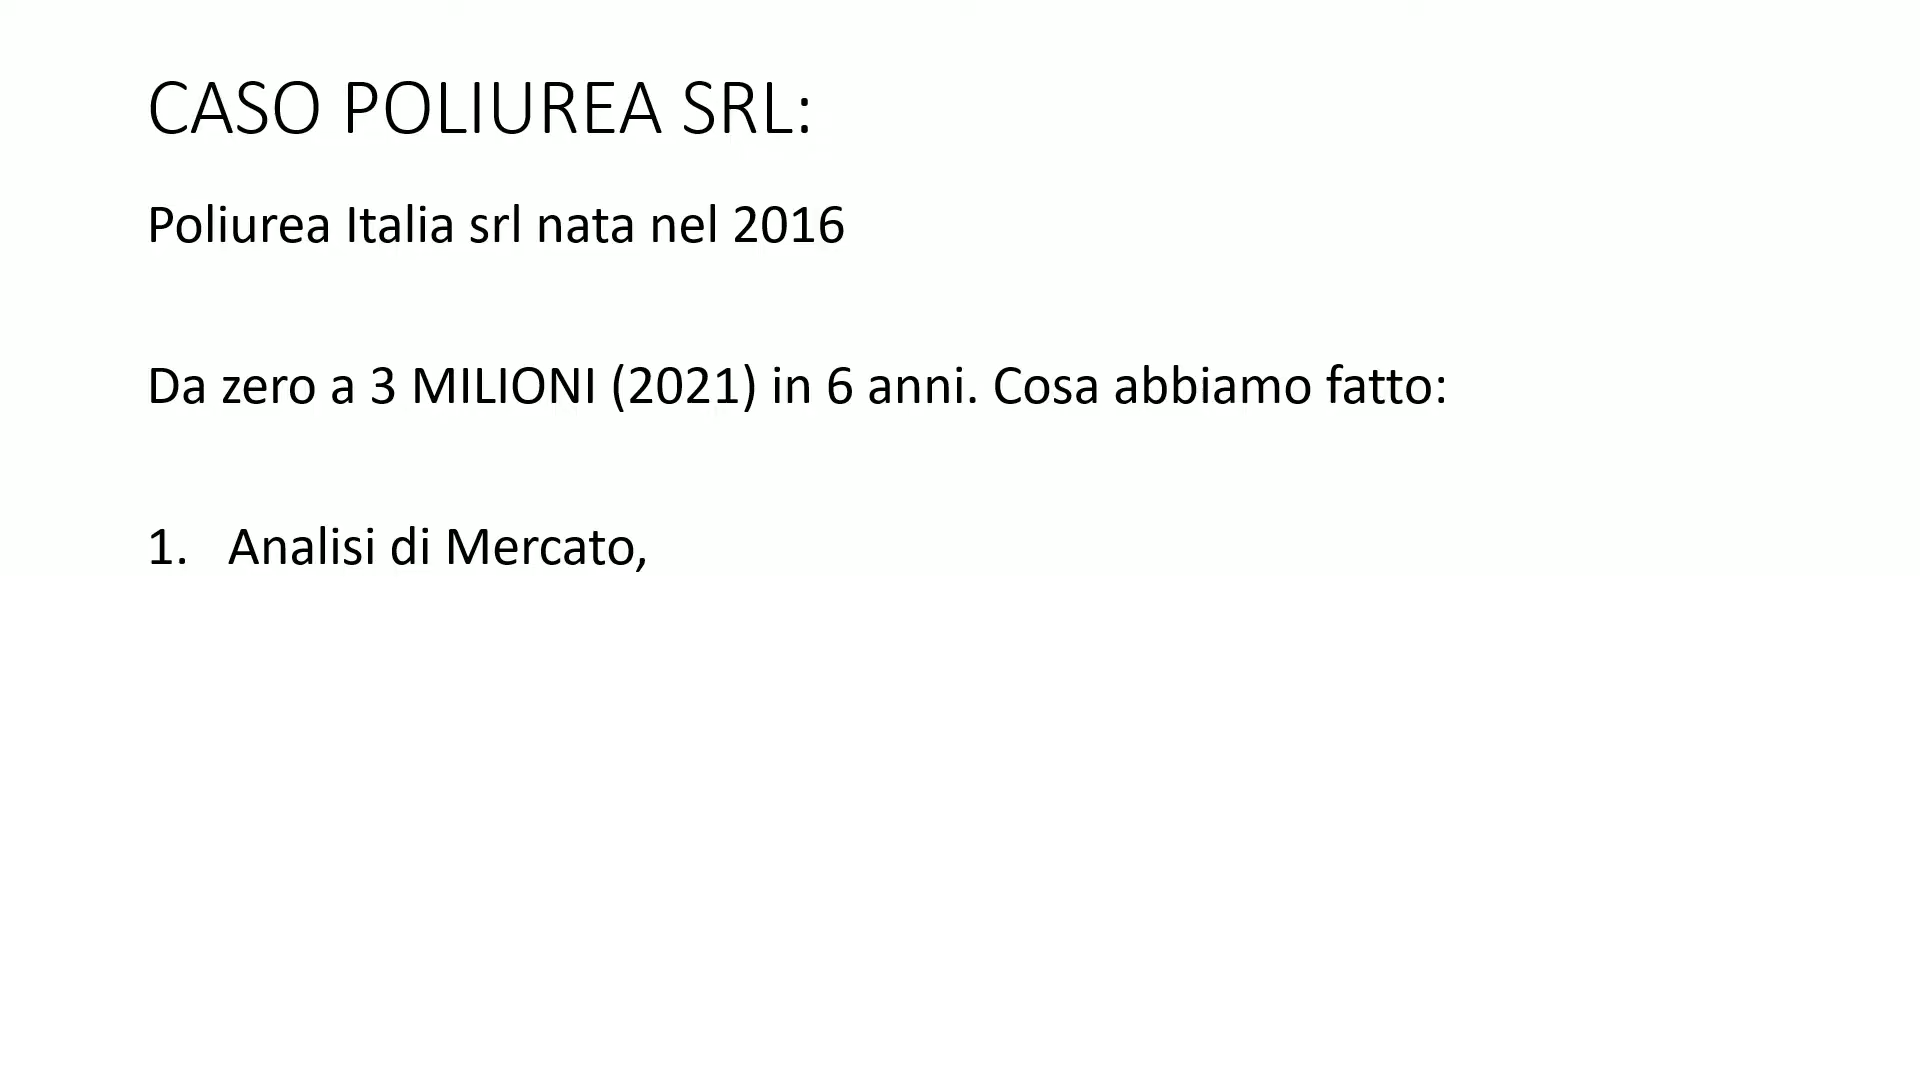 CASO POLIUREA SRL:
Poliurea Italia srl nata nel 2016
Da zero a 3 MILIONI (2021) in 6 anni. Cosa abbiamo fatto:
1. Analisi di Mercato,